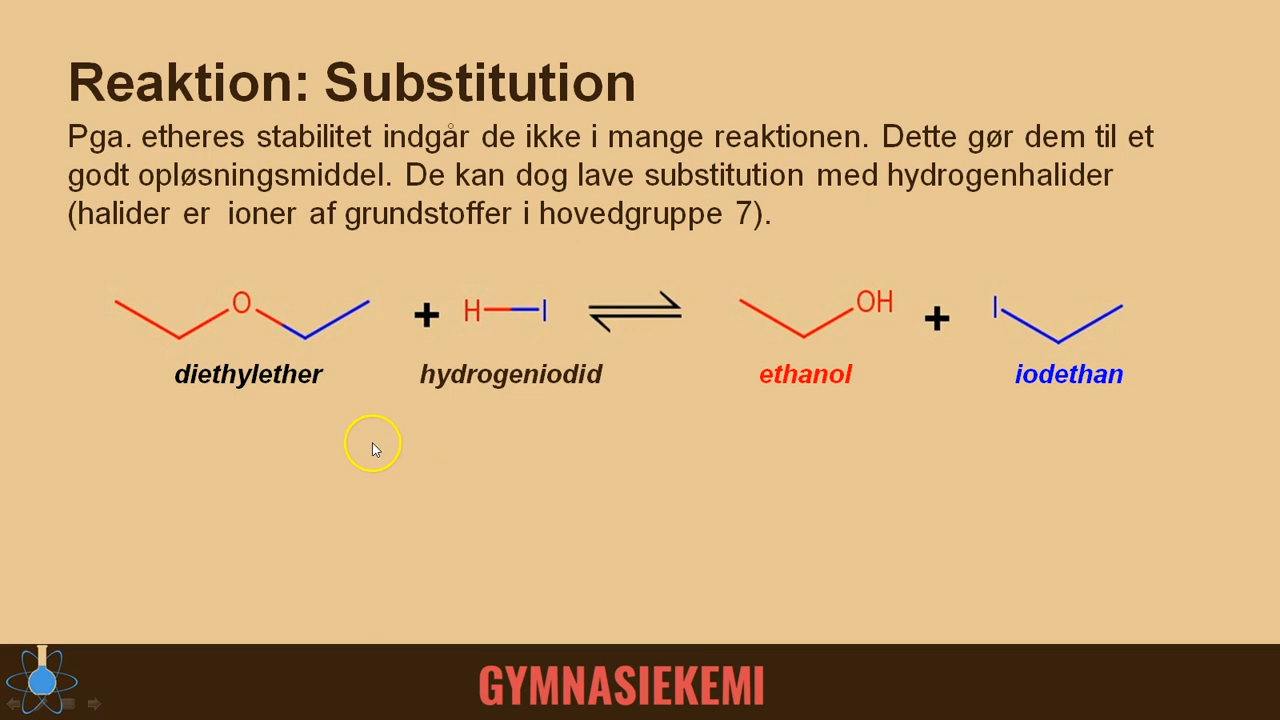 Reaktion: Substitution
Pga. etheres stabilitet indgår de ikke i mange reaktionen. Dette gør dem til et
godt opløsningsmiddel. De kan dog lave substitution med hydrogenhalider
(halider er ioner af grundstoffer i hovedgruppe 7).
O + H I OH + I
diethylether hydrogeniodid ethanol iodethan
GYMNASIEKEMI